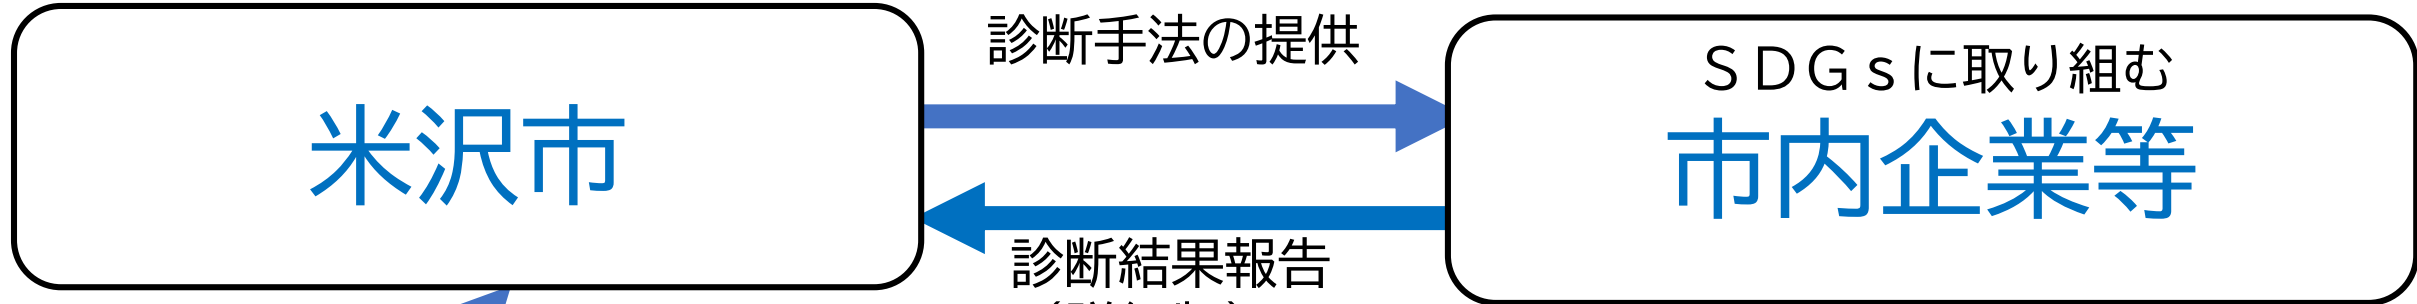 診断手法の提供
米沢市
SDGsに取り組む
市内企業等
診断結果報告